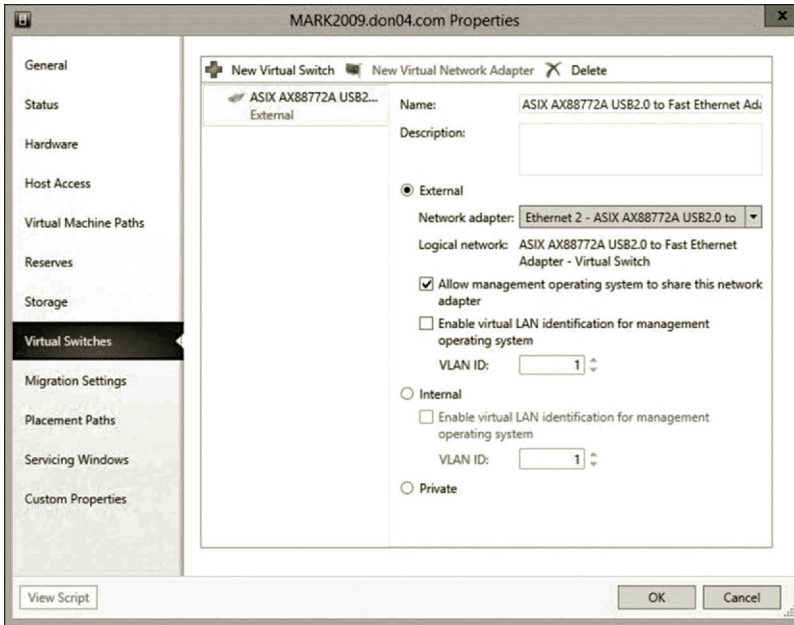 MARK2009.don04.com Properties
x
General
Status
Hardware
Host Access
Virtual Machine Paths
Reserves
Storage
Virtual Switches
Migration Settings
Placement Paths
Servicing Windows
Custom Properties
New Virtual Switch New Virtual Network Adapter Delete
ASIX AX88772A USB2...
External
Name: ASIX AX88772A USB2.0 to Fast Ethernet Ada
Description:
External
Network adapter: Ethernet 2 - ASIX AX88772A USB2.0 to
Logical network: ASIX AX88772A USB2.0 to Fast Ethernet
Adapter - Virtual Switch
Allow management operating system to share this network
adapter
Enable virtual LAN identification for management
operating system
VLAN ID: 1
Internal
Enable virtual LAN identification for management
operating system
VLAN ID: 1
Private
View Script OK Cancel